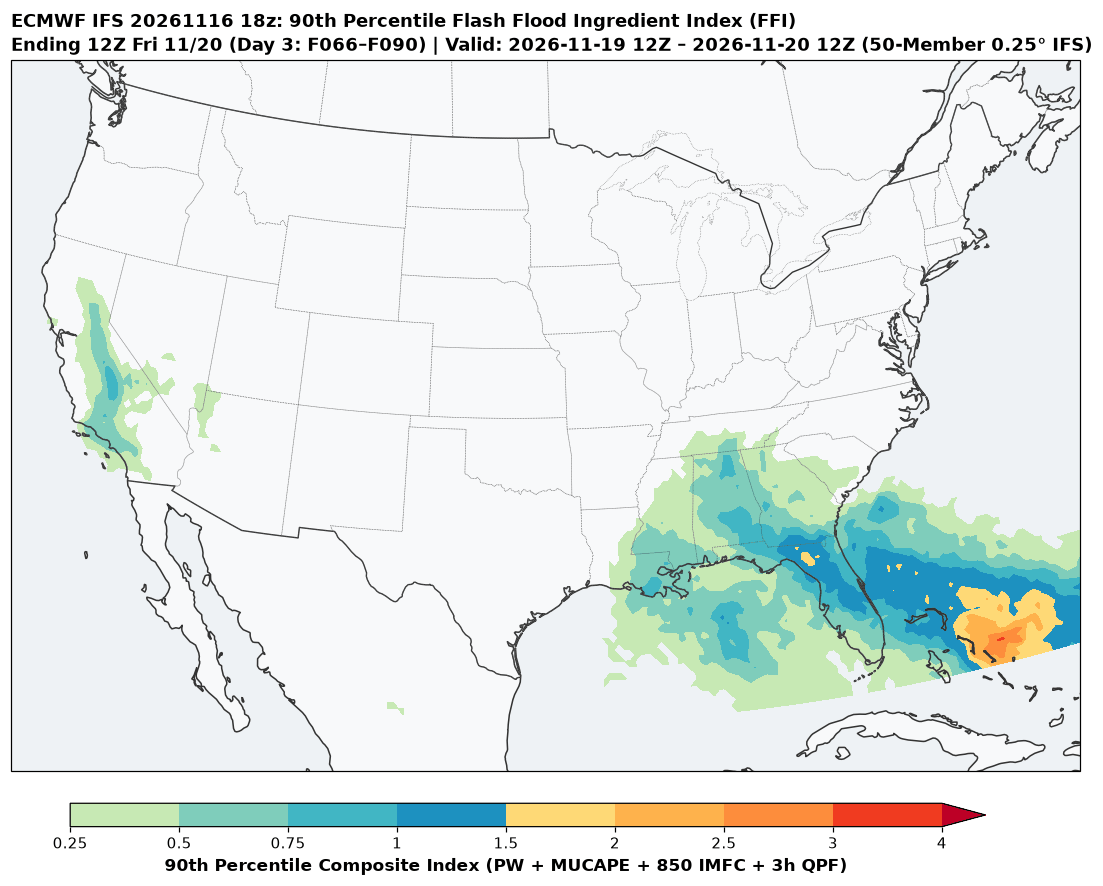 ECMWF IFS 20261116 18z: 90th Percentile Flash Flood Ingredient Index (FFI)
Ending 12Z Fri 11/20 (Day 3: F066–F090) | Valid: 2026-11-19 12Z – 2026-11-20 12Z (50-Member 0.25° IFS)
0.25 0.5 0.75 1 1.5 2 2.5 3 4
90th Percentile Composite Index (PW + MUCAPE + 850 IMFC + 3h QPF)